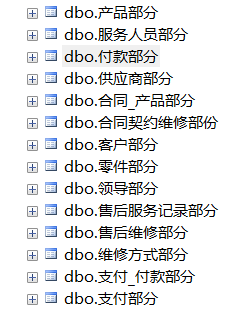 dbo.产品部分
dbo.服务人员部分
dbo.付款部分
dbo.供应商部分
dbo.合同_产品部分
dbo.合同契约维修部份
dbo.客户部分
dbo.零件部分
dbo.领导部分
dbo.售后服务记录部分
dbo.售后维修部分
dbo.维修方式部分
dbo.支付_付款部分
dbo.支付部分